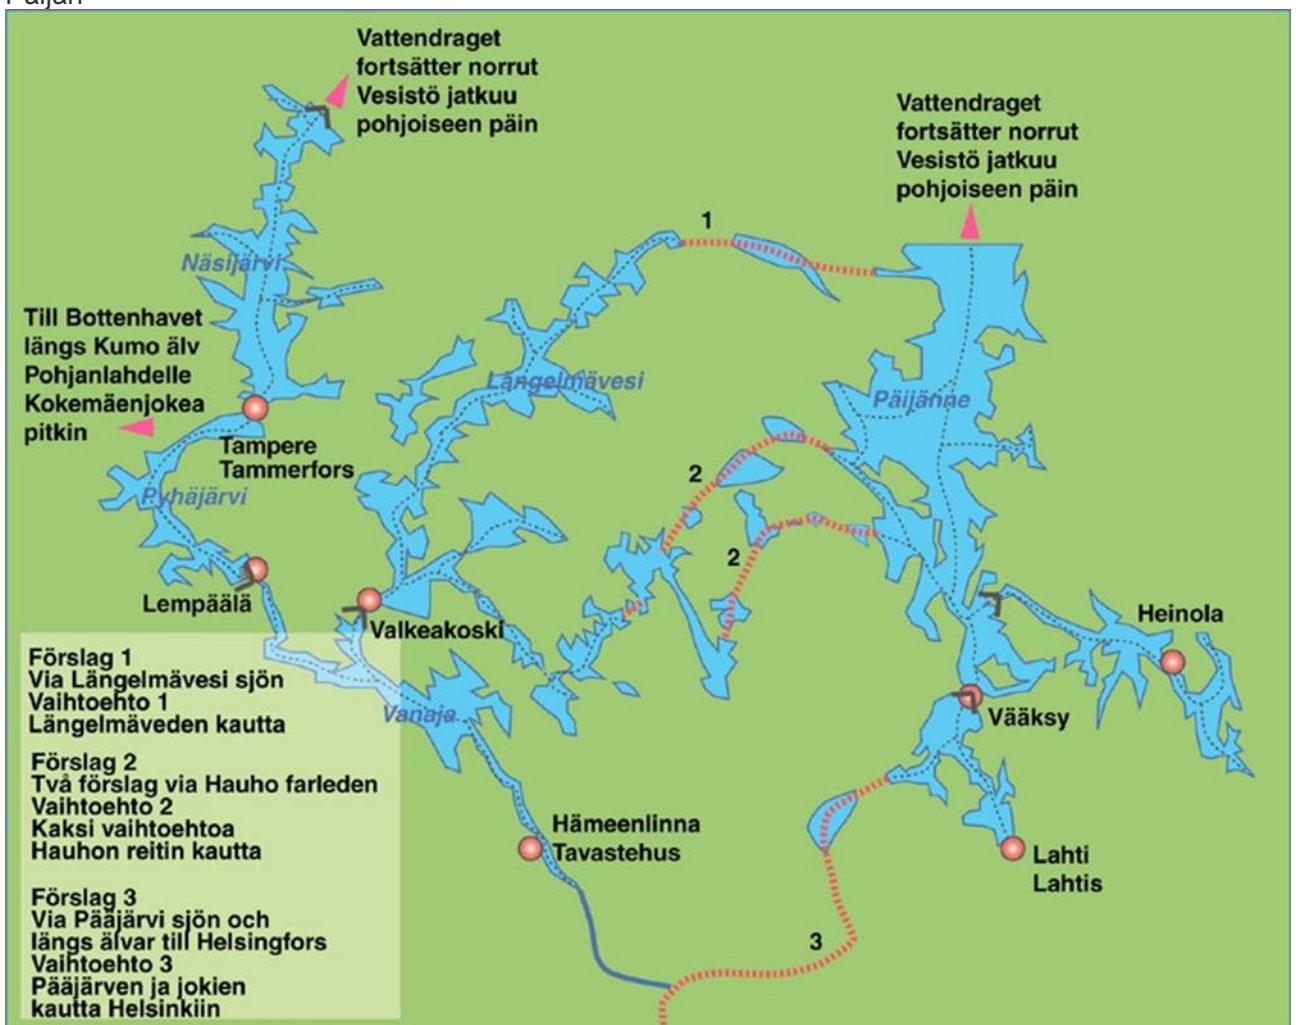 Vattendraget
fortsätter norrut
Vesistö jatkuu
pohjoiseen päin
Vattendraget
fortsätter norrut
Vesistö jatkuu
pohjoiseen päin
1
Näsijärvi
Till Bottenhavet
längs Kumo älv
Pohjanlahdelle
Kokemäenjokea
pitkin
Längelmävesi
Päijänne
Tampere
Tammerfors
2
Pyhäjärvi
2
Lempäälä
Valkeakoski
Heinola
Vanaja
Vääksy
Förslag 1
Via Längelmävesi sjön
Vaihtoehto 1
Längelmäveden kautta
Förslag 2
Två förslag via Hauho farleden
Vaihtoehto 2
Kaksi vaihtoehtoa
Hauhon reitin kautta
Hämeenlinna
Tavastehus
Lahti
Lahtis
Förslag 3
Via Pääjärvi sjön och
längs älvar till Helsingfors
Vaihtoehto 3
Pääjärven ja jokien
kautta Helsinkiin
3